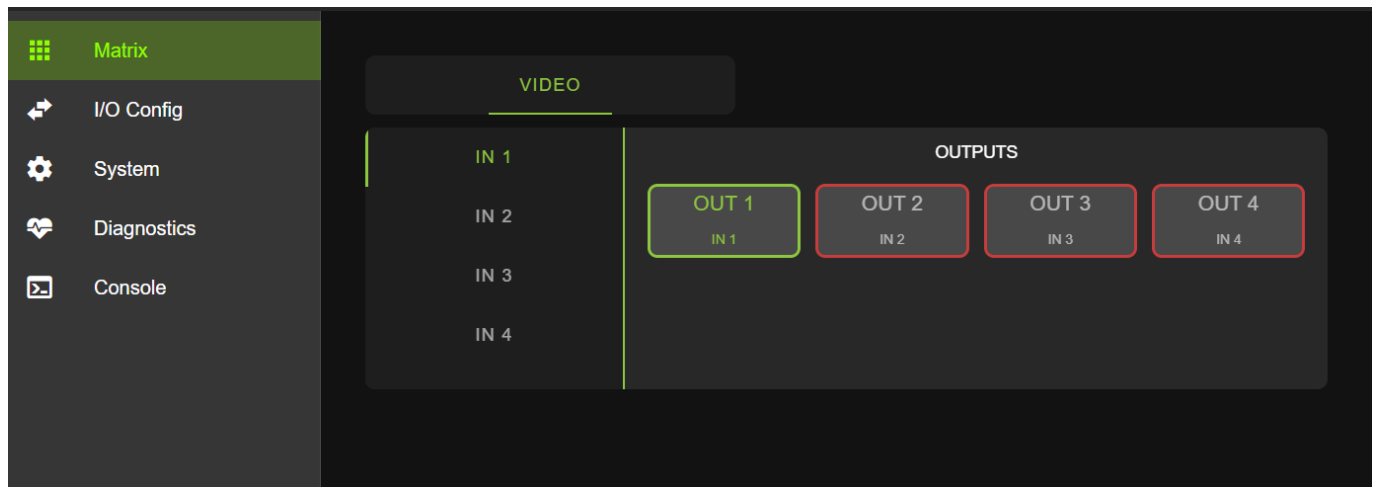 Matrix
I/O Config
System
Diagnostics
Console
VIDEO
IN 1
IN 2
IN 3
IN 4
OUTPUTS
OUT 1
IN 1
OUT 2
IN 2
OUT 3
IN 3
OUT 4
IN 4